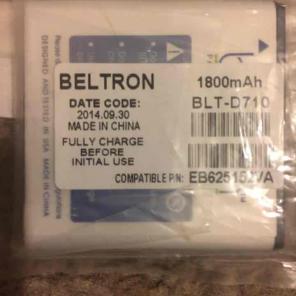 BELTRON
1800mAh
DATE CODE:
2014.09.30
MADE IN CHINA
BLT-D710
FULLY CHARGE
BEFORE
INITIAL USE
COMPATIBLE P/N: EB625152VA
DESIGNED AND TESTED IN USA
MADE IN CHINA